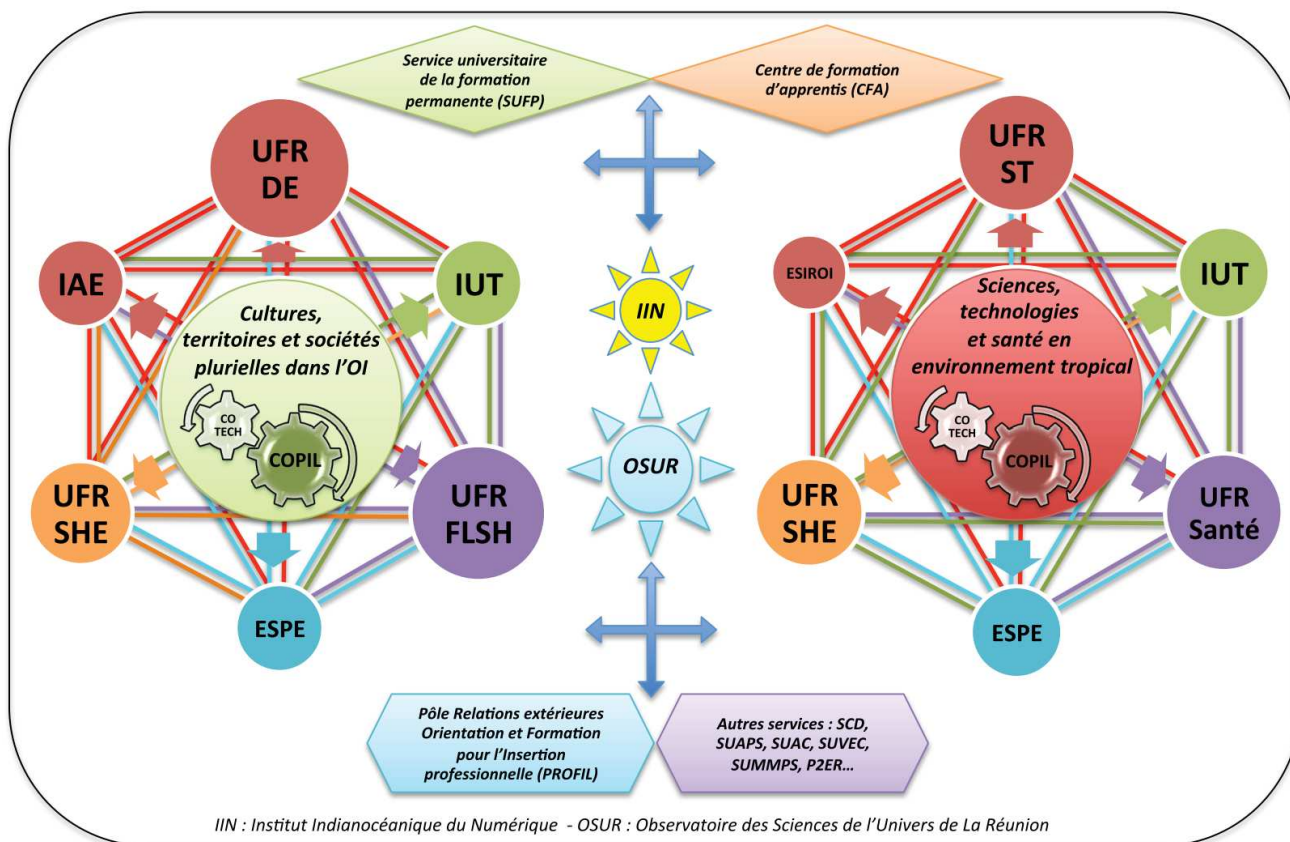 Service universitaire
de la formation
permanente (SUFP)
Centre de formation
d'apprentis (CFA)
UFR
DE
IAE
IUT
Cultures,
territoires et sociétés
plurielles dans l'OI
CO
TECH
COPIL
UFR
SHE
UFR
FLSH
ESPE
IIN
OSUR
UFR
ST
ESIROI
IUT
Sciences,
technologies
et santé en
environnement tropical
CO
TECH
COPIL
UFR
SHE
UFR
Santé
ESPE
Pôle Relations extérieures
Orientation et Formation
pour l'Insertion
professionnelle (PROFIL)
Autres services : SCD,
SUAPS, SUAC, SUVEC,
SUMMPS, P2ER...
IIN : Institut Indianocéanique du Numérique - OSUR : Observatoire des Sciences de l'Univers de La Réunion